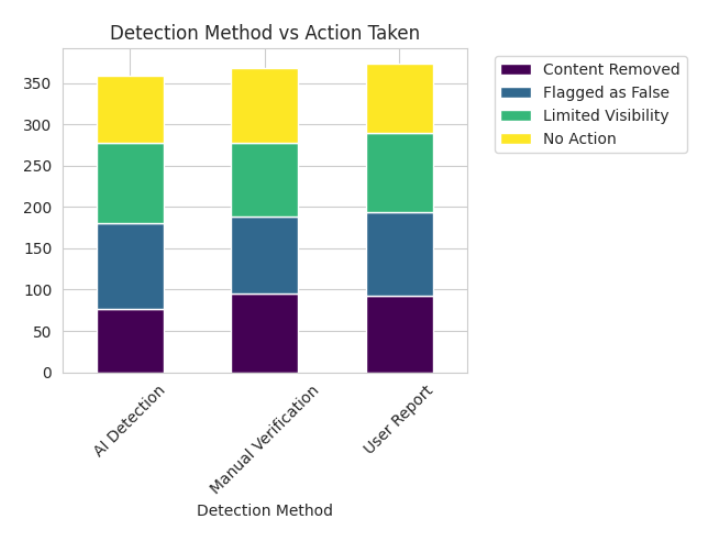 Detection Method vs Action Taken
Content Removed
Flagged as False
Limited Visibility
No Action
350
300
250
200
150
100
50
0
AI Detection
Manual Verification
User Report
Detection Method